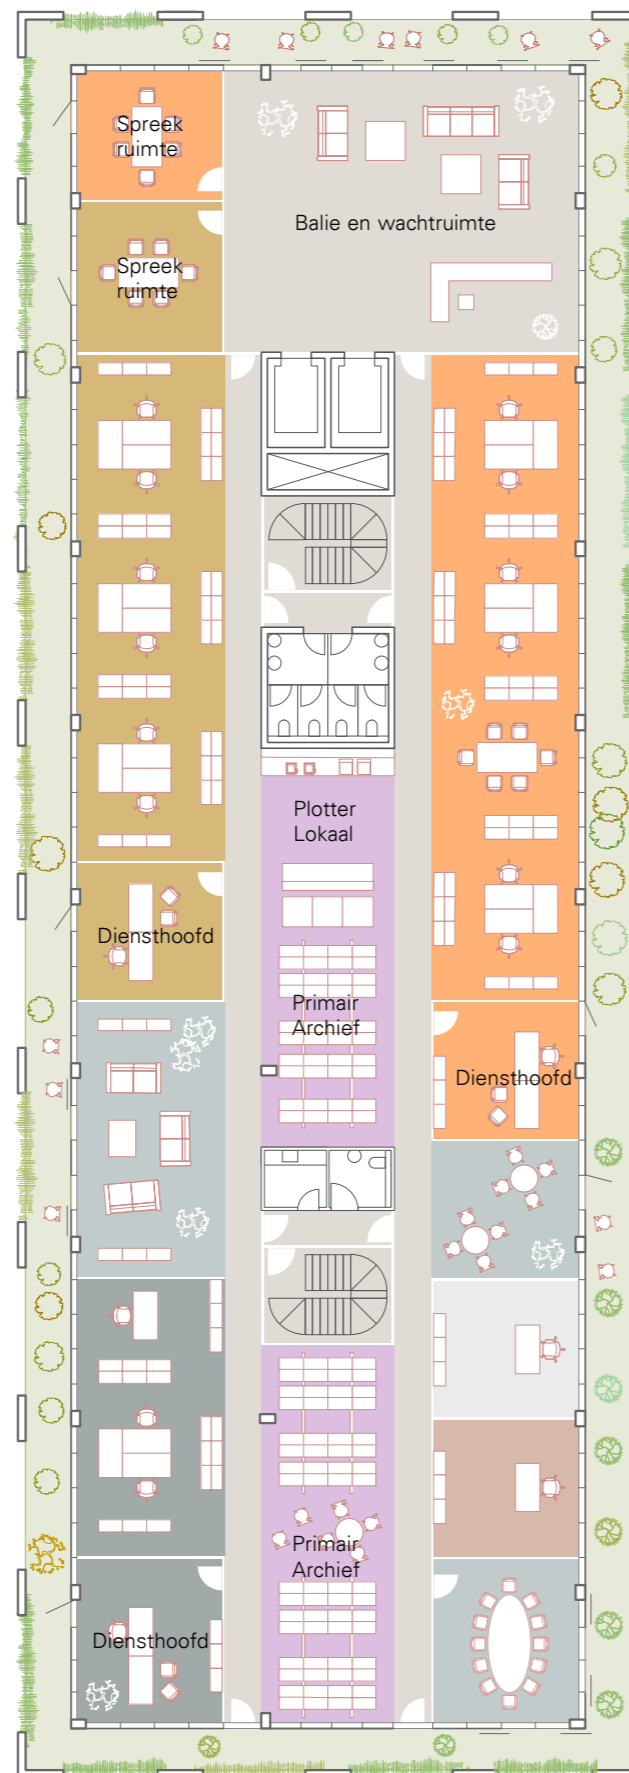 Spreek
ruimte
Balie en wachtruimte
Spreek
ruimte
Plotter
Lokaal
Diensthoofd
Primair
Archief
Diensthoofd
Primair
Archief
Diensthoofd